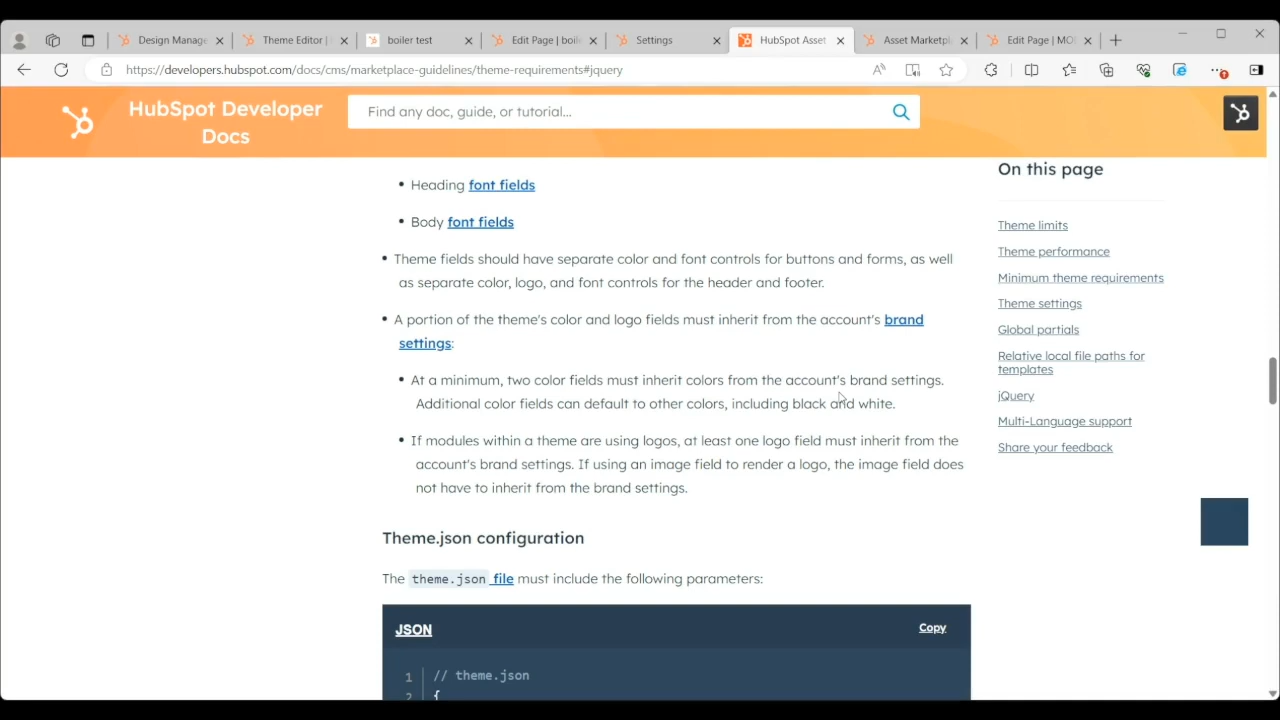 Design Manage
Theme Editor |
boiler test
Edit Page | boil
Settings
HubSpot Asset
Asset Marketpl
Edit Page | MO
https://developers.hubspot.com/docs/cms/marketplace-guidelines/theme-requirements#jquery
HubSpot Developer
Docs
Find any doc, guide, or tutorial...
• Heading font fields
• Body font fields
• Theme fields should have separate color and font controls for buttons and forms, as well
as separate color, logo, and font controls for the header and footer.
• A portion of the theme's color and logo fields must inherit from the account's brand
settings:
• At a minimum, two color fields must inherit colors from the account's brand settings.
Additional color fields can default to other colors, including black and white.
• If modules within a theme are using logos, at least one logo field must inherit from the
account's brand settings. If using an image field to render a logo, the image field does
not have to inherit from the brand settings.
Theme.json configuration
The theme.json file must include the following parameters:
JSON
Copy
1 // theme.json
2 {
On this page
Theme limits
Theme performance
Minimum theme requirements
Theme settings
Global partials
Relative local file paths for
templates
jQuery
Multi-Language support
Share your feedback